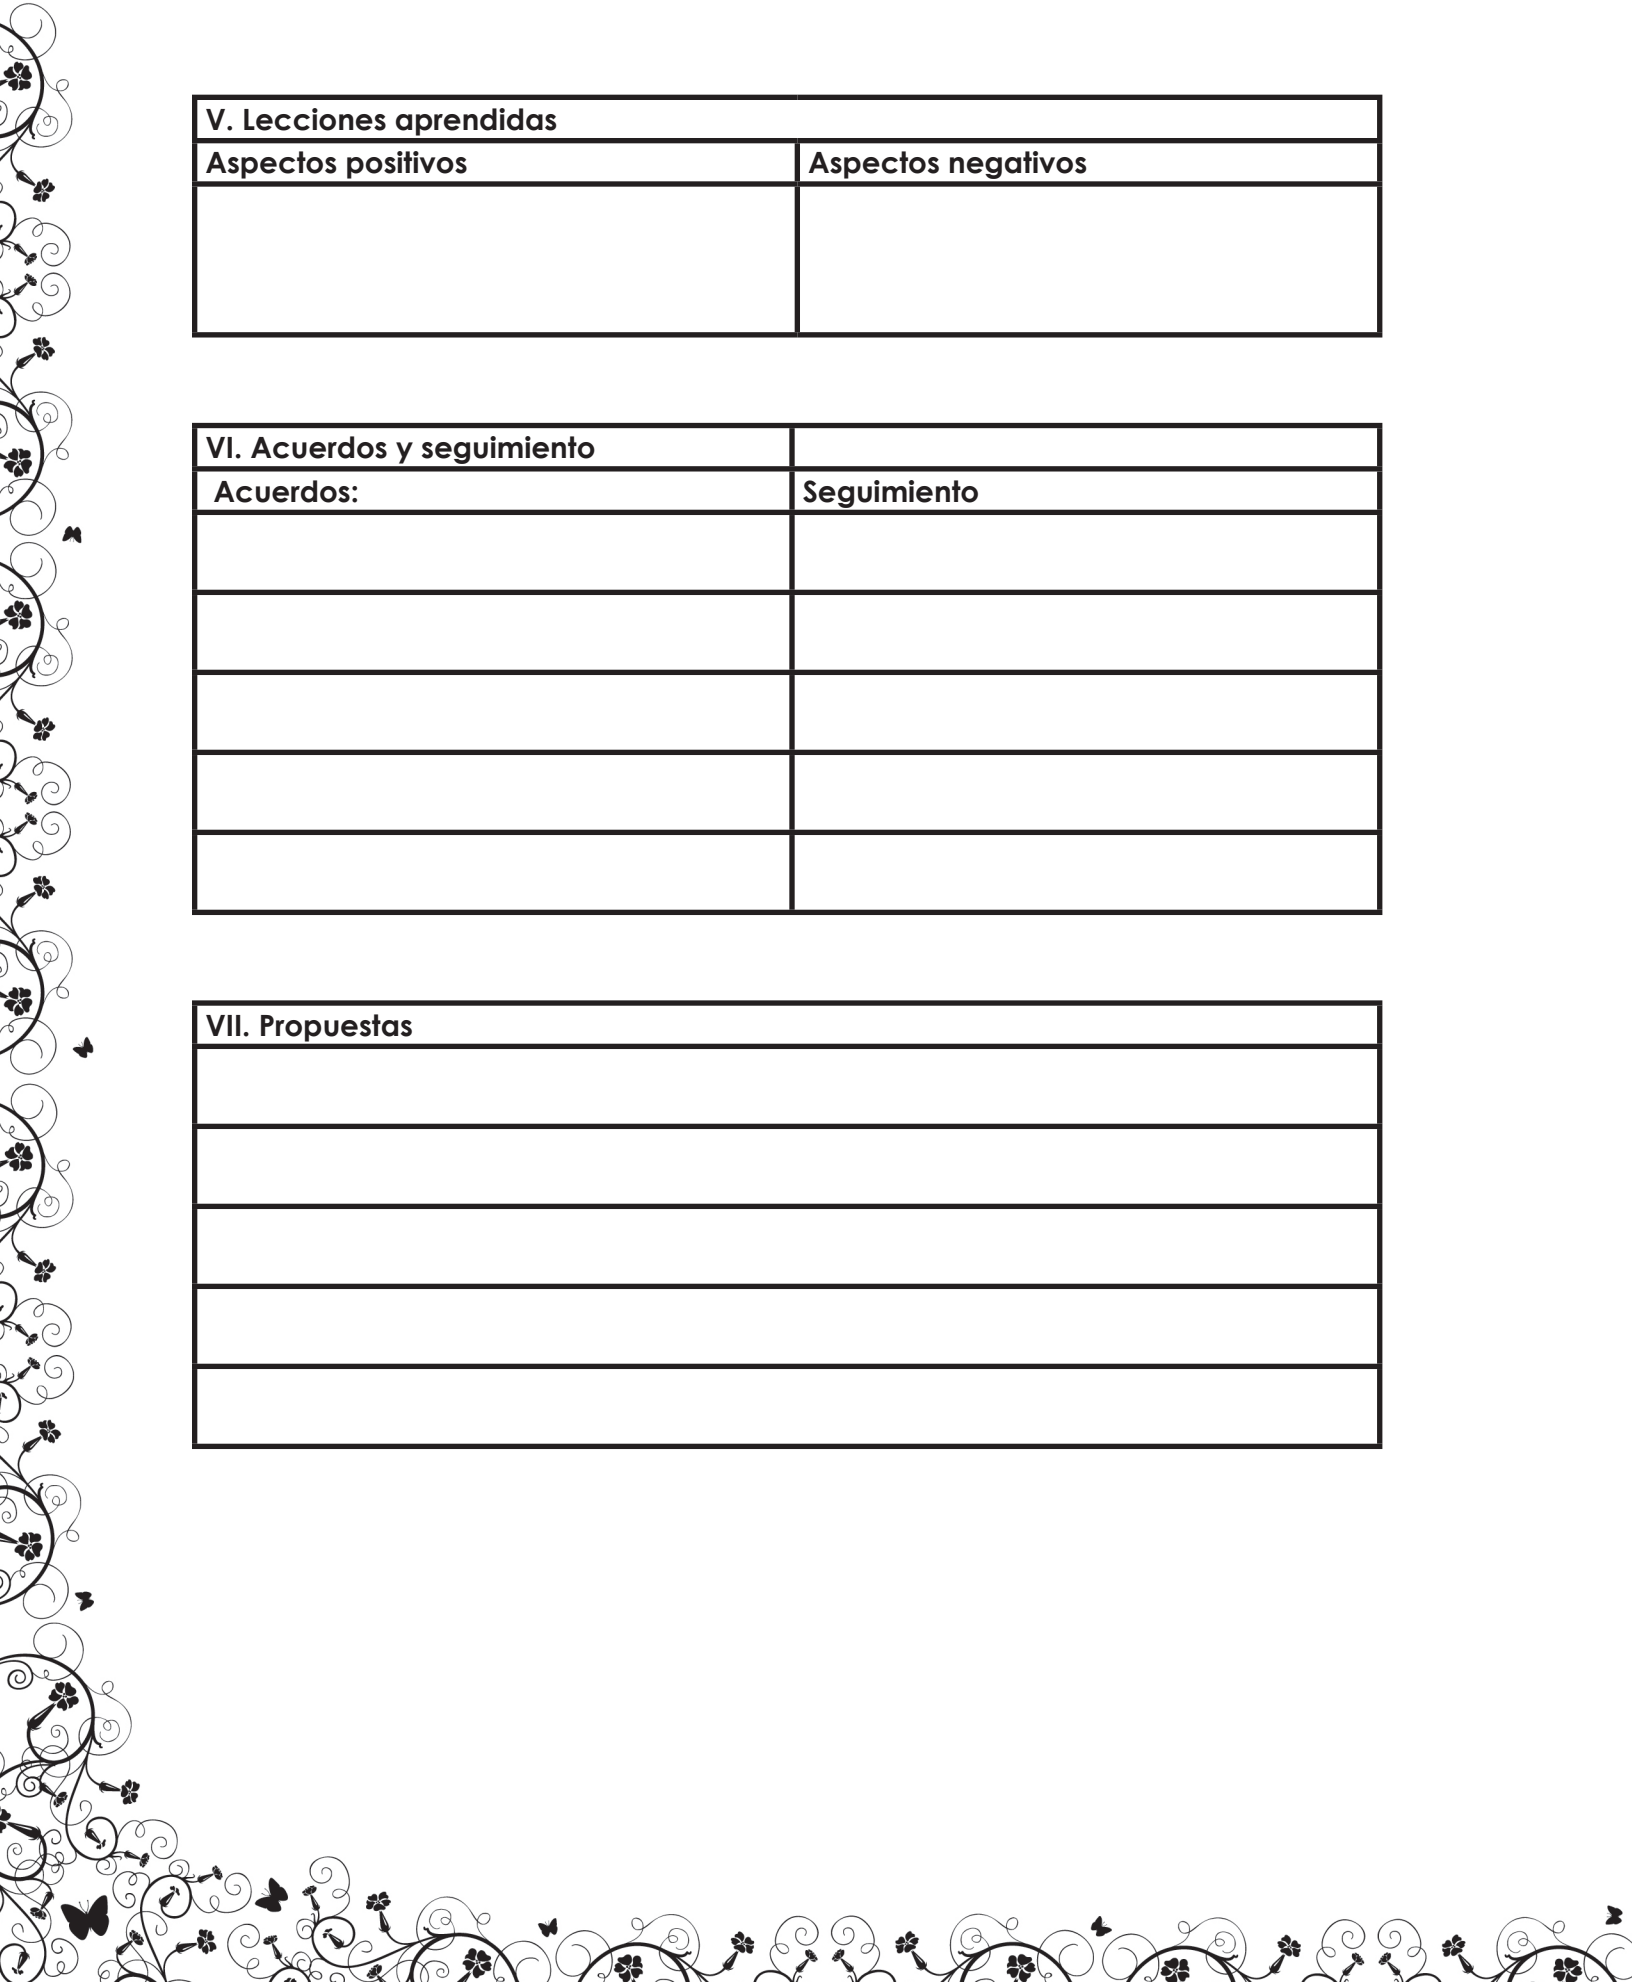 V. Lecciones aprendidas
Aspectos positivos Aspectos negativos
VI. Acuerdos y seguimiento
Acuerdos: Seguimiento
VII. Propuestas